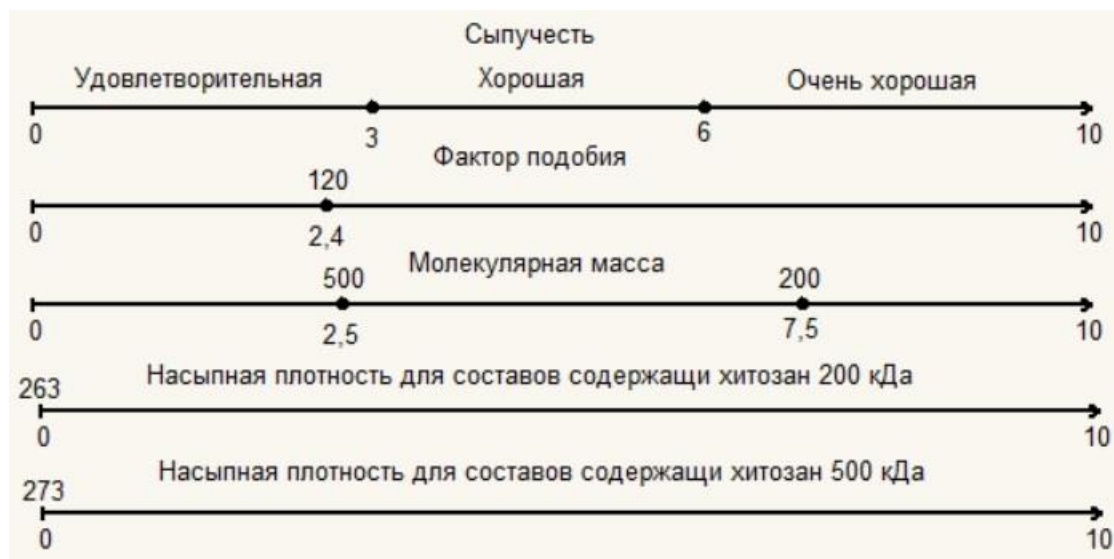 Сыпучесть
Удовлетворительная Хорошая Очень хорошая
0 3 6 10
Фактор подобия
120
0 2,4 10
Молекулярная масса
500 200
0 2,5 7,5 10
Насыпная плотность для составов содержащи хитозан 200 кДа
263
0 10
Насыпная плотность для составов содержащи хитозан 500 кДа
273
0 10